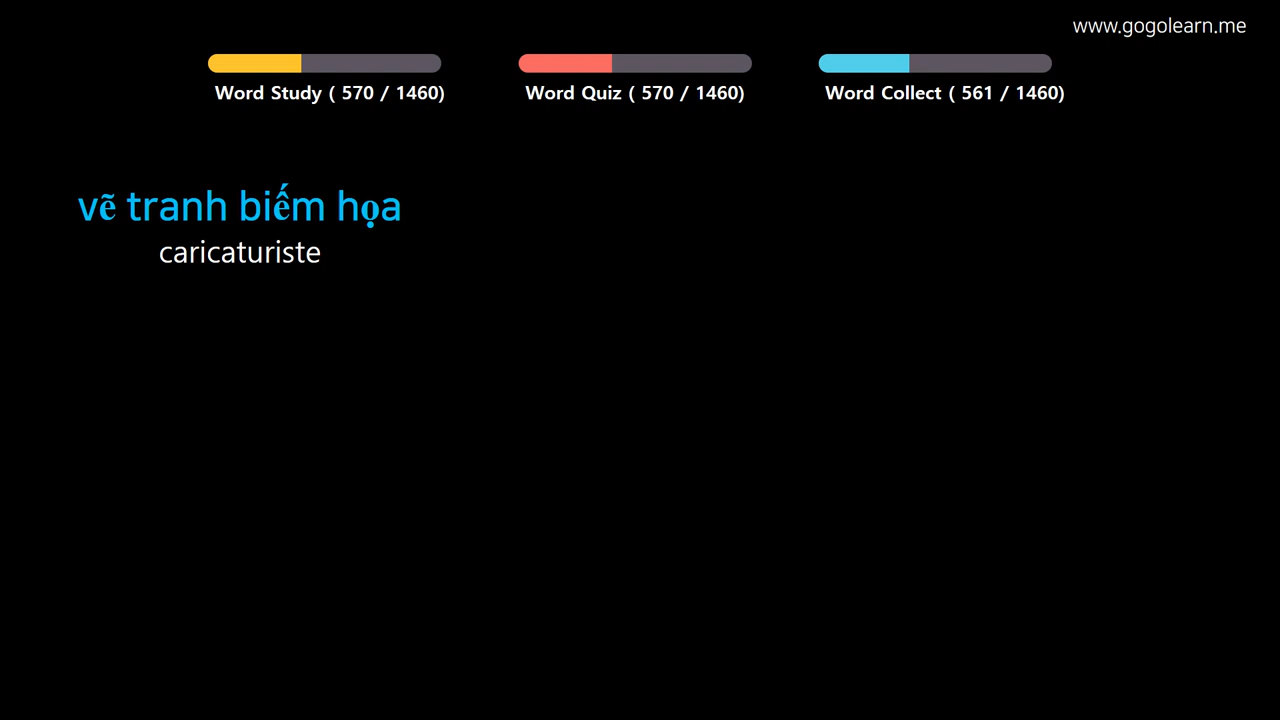 www.gogolearn.me
Word Study ( 570 / 1460)
Word Quiz ( 570 / 1460)
Word Collect ( 561 / 1460)
vẽ tranh biếm họa
caricaturiste